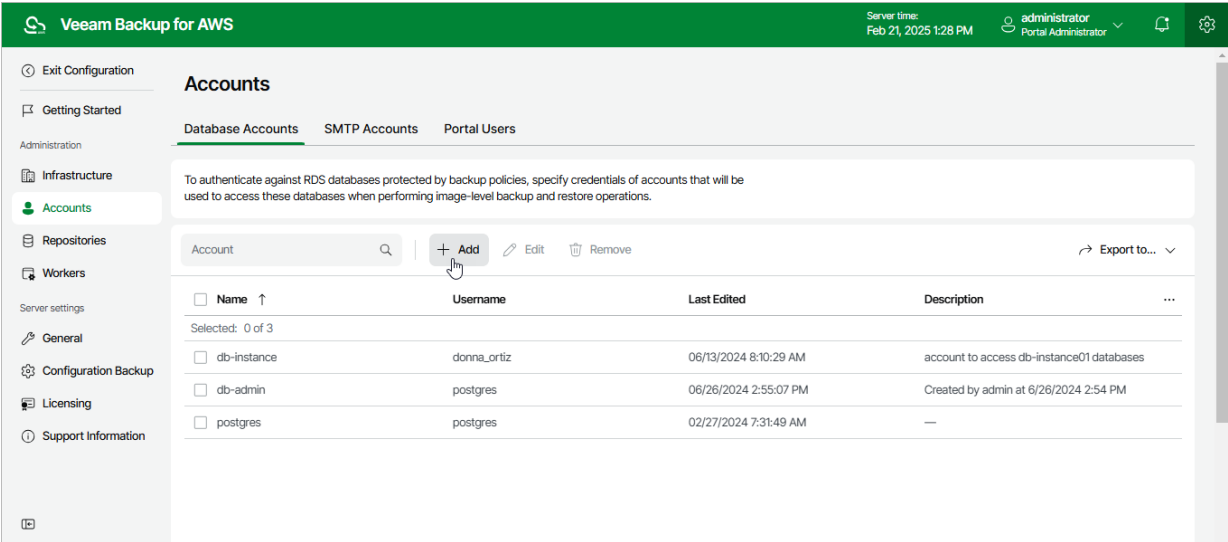 Veeam Backup for AWS
Server time:
Feb 21, 2025 1:28 PM
administrator
Portal Administrator
Exit Configuration
Getting Started
Administration
Infrastructure
Accounts
Repositories
Workers
Server settings
General
Configuration Backup
Licensing
Support Information
Accounts
Database Accounts SMTP Accounts Portal Users
To authenticate against RDS databases protected by backup policies, specify credentials of accounts that will be
used to access these databases when performing image-level backup and restore operations.
Account Add Edit Remove Export to...
Name Username Last Edited Description
Selected: 0 of 3
db-instance donna_ortiz 06/13/2024 8:10:29 AM account to access db-instance01 databases
db-admin postgres 06/26/2024 2:55:07 PM Created by admin at 6/26/2024 2:54 PM
postgres postgres 02/27/2024 7:31:49 AM —